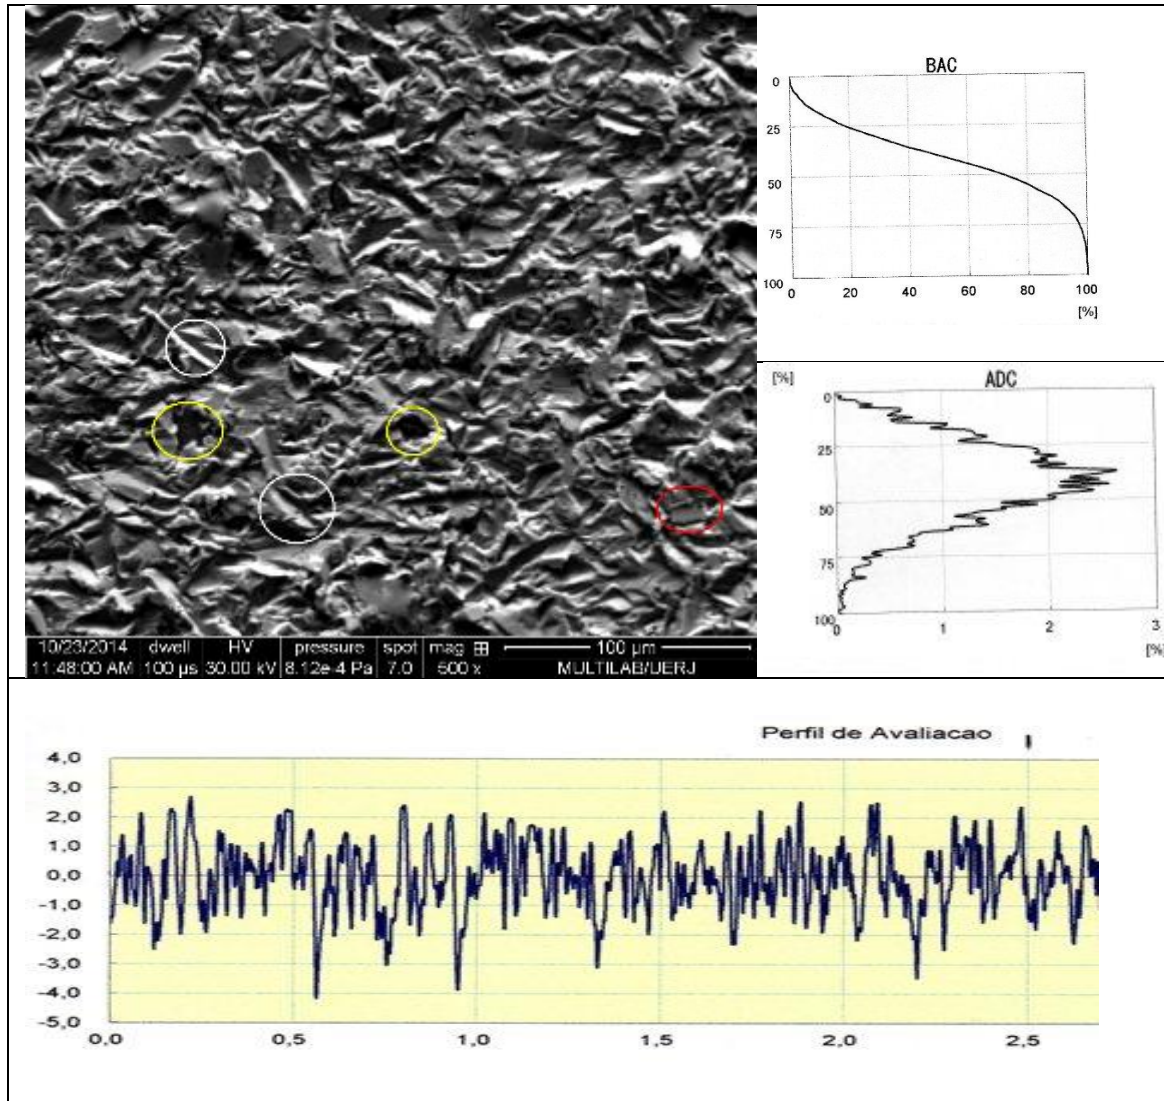 10/23/2014 dwell HV pressure spot mag ⊞ 100 µm
11:48:00 AM 100 µs 30.00 kV 8.12e-4 Pa 7.0 500 x MULTILAB/UERJ
BAC
0
25
50
75
100
0 20 40 60 80 100
[%]
[%] ADC
0
25
50
75
100
0 1 2 3
[%]
Perfil de Avaliacao
4,0
3,0
2,0
1,0
0,0
-1,0
-2,0
-3,0
-4,0
-5,0
0,0 0,5 1,0 1,5 2,0 2,5